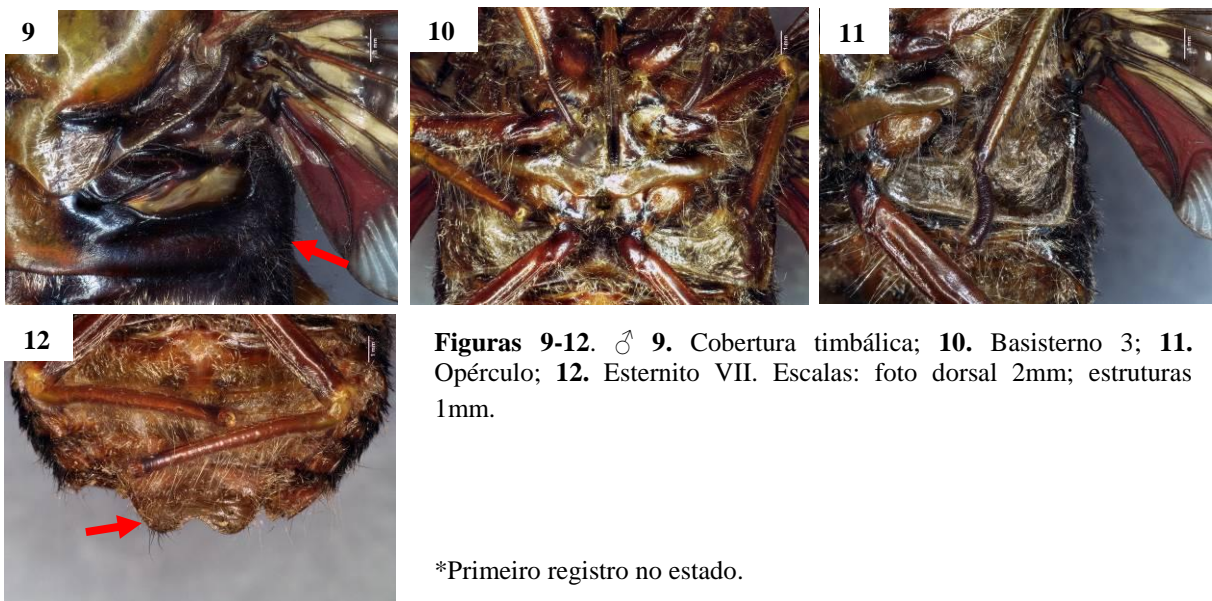 9
10
11
12
Figuras 9-12. ♂ 9. Cobertura timbálica; 10. Basisterno 3; 11.
Opérculo; 12. Esternito VII. Escalas: foto dorsal 2mm; estruturas
1mm.
*Primeiro registro no estado.